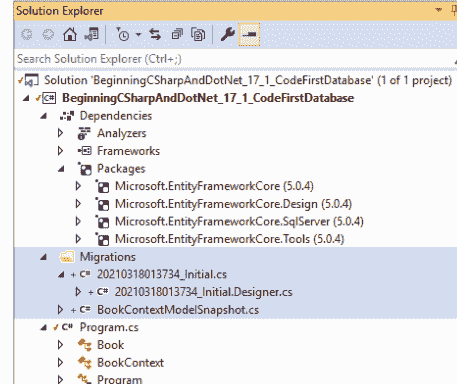 Solution Explorer
Search Solution Explorer (Ctrl+;)
Solution 'BeginningCSharpAndDotNet_17_1_CodeFirstDatabase' (1 of 1 project)
C# BeginningCSharpAndDotNet_17_1_CodeFirstDatabase
Dependencies
Analyzers
Frameworks
Packages
Microsoft.EntityFrameworkCore (5.0.4)
Microsoft.EntityFrameworkCore.Design (5.0.4)
Microsoft.EntityFrameworkCore.SqlServer (5.0.4)
Microsoft.EntityFrameworkCore.Tools (5.0.4)
Migrations
+ C# 20210318013734_Initial.cs
+ C# 20210318013734_Initial.Designer.cs
+ C# BookContextModelSnapshot.cs
C# Program.cs
Book
BookContext
Program